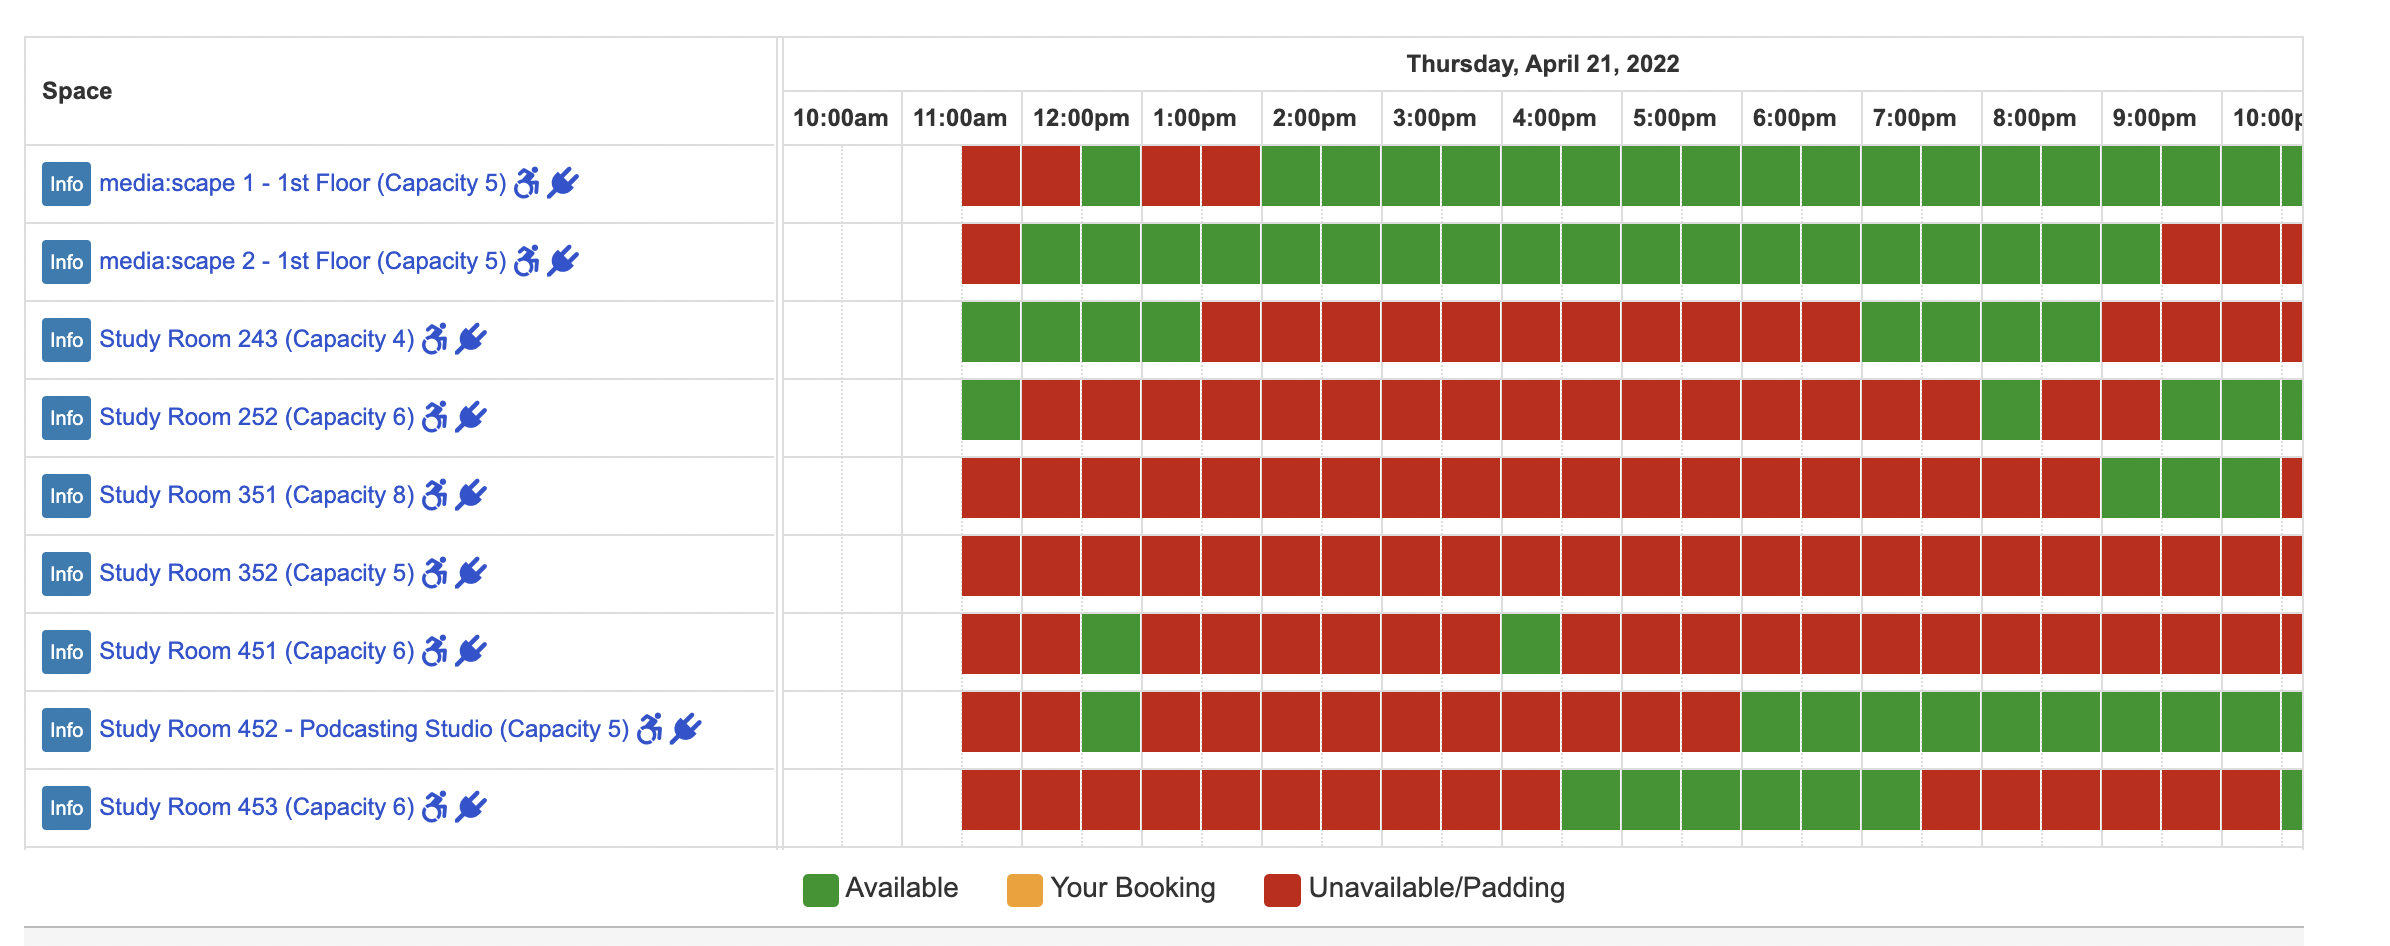 Space
Thursday, April 21, 2022
10:00am 11:00am 12:00pm 1:00pm 2:00pm 3:00pm 4:00pm 5:00pm 6:00pm 7:00pm 8:00pm 9:00pm 10:00p
Info media:scape 1 - 1st Floor (Capacity 5)
Info media:scape 2 - 1st Floor (Capacity 5)
Info Study Room 243 (Capacity 4)
Info Study Room 252 (Capacity 6)
Info Study Room 351 (Capacity 8)
Info Study Room 352 (Capacity 5)
Info Study Room 451 (Capacity 6)
Info Study Room 452 - Podcasting Studio (Capacity 5)
Info Study Room 453 (Capacity 6)
Available Your Booking Unavailable/Padding